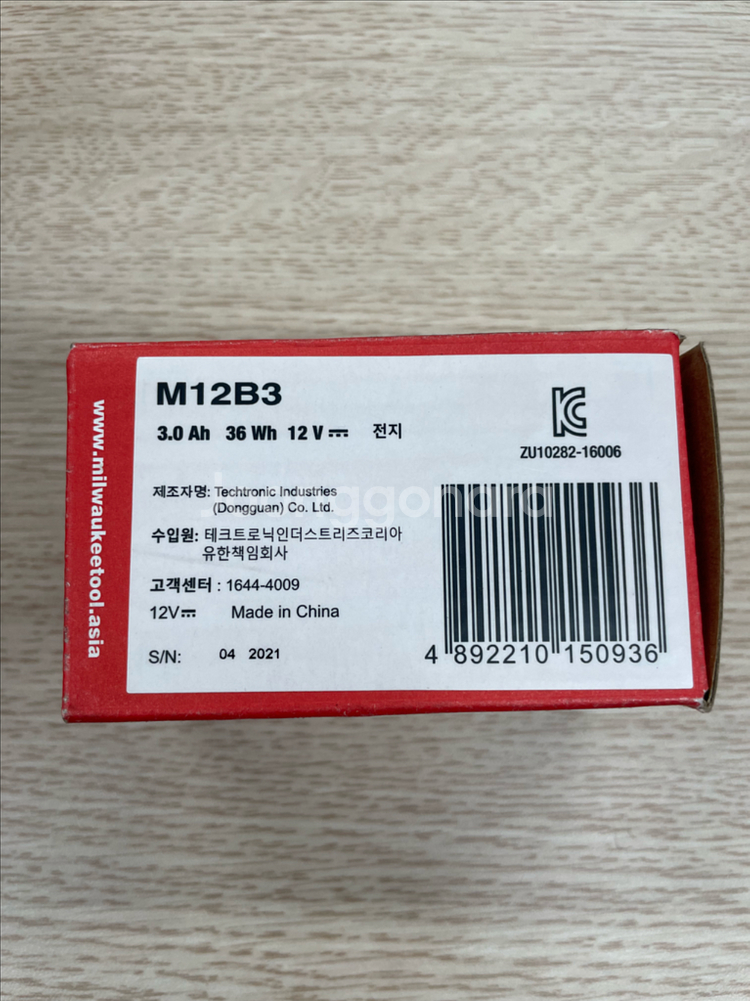 www.milwaukeetool.asia
M12B3
3.0 Ah 36 Wh 12 V 전지
ZU10282-16006
제조자명: Techtronic Industries
(Dongguan) Co. Ltd.
joonggonara
수입원: 테크트로닉인더스트리즈코리아
유한책임회사
고객센터 : 1644-4009
12V Made in China
S/N: 04 2021
4 892210 150936